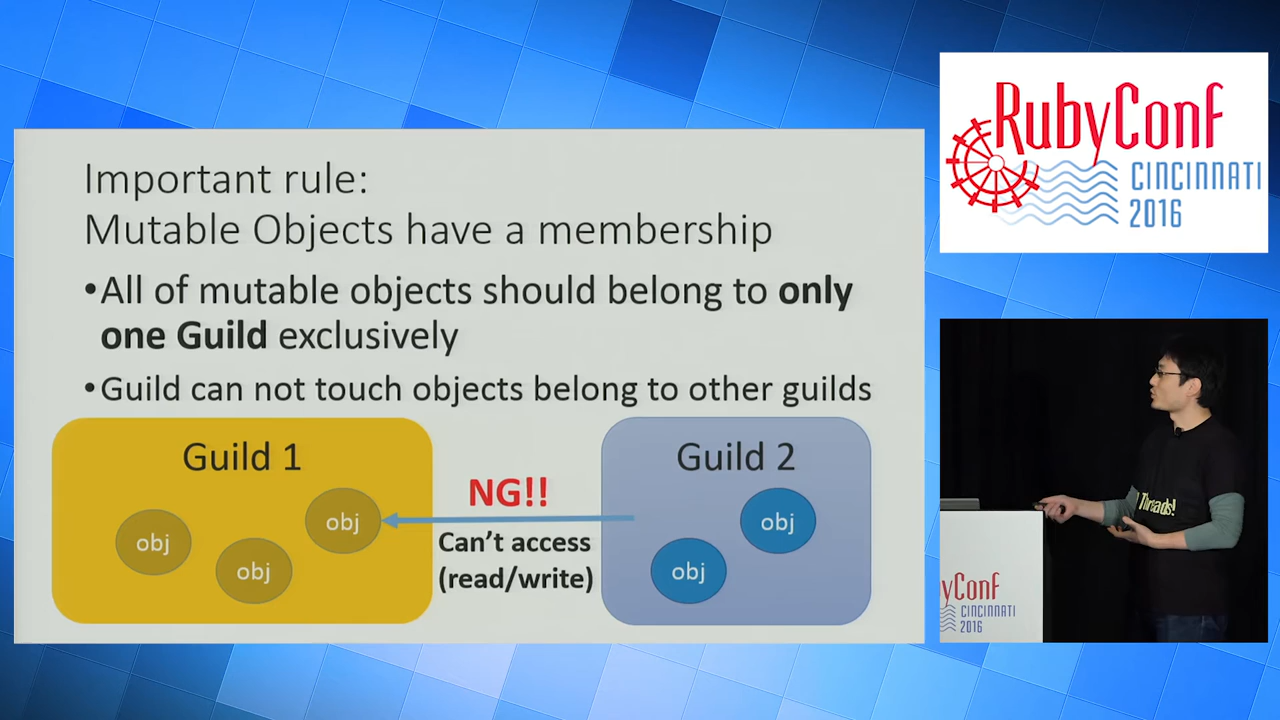 Important rule:
Mutable Objects have a membership
•All of mutable objects should belong to only
one Guild exclusively
•Guild can not touch objects belong to other guilds
Guild 1
obj
obj
obj
NG!!
Can't access
(read/write)
Guild 2
obj
obj
RubyConf
CINCINNATI
2016
Threads!
yConf
CINCINNATI
2016